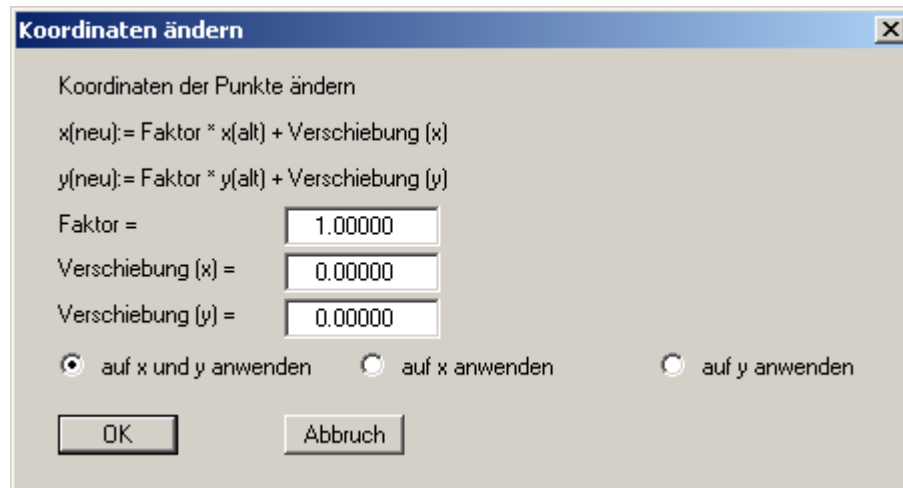 Koordinaten ändern
Koordinaten der Punkte ändern
x(neu):= Faktor * x(alt) + Verschiebung (x)
y(neu):= Faktor * y(alt) + Verschiebung (y)
Faktor = 1.00000
Verschiebung (x) = 0.00000
Verschiebung (y) = 0.00000
auf x und y anwenden auf x anwenden auf y anwenden
OK Abbruch